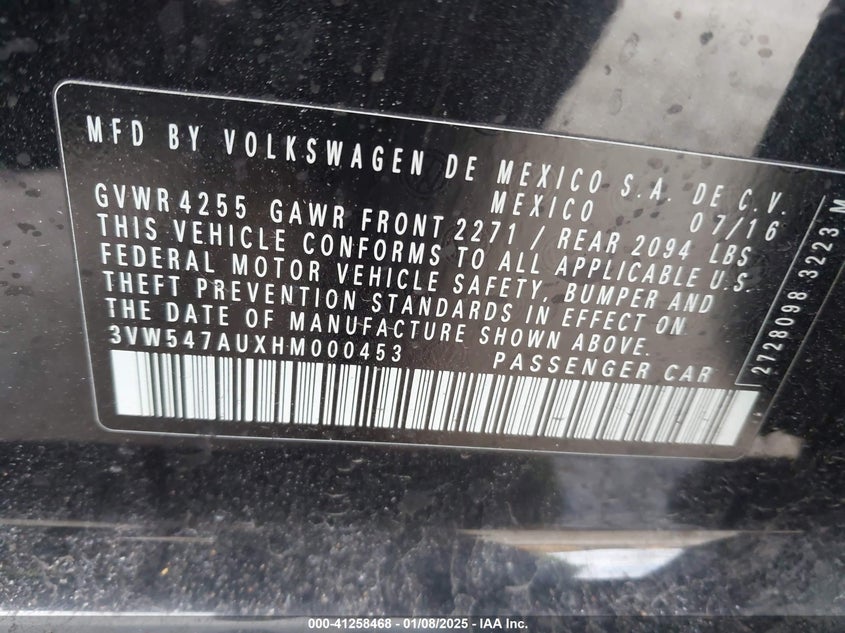 MFD BY VOLKSWAGEN DE MEXICO S.A. DE C.V.
MEXICO 07/16
GVWR 4255 GAWR FRONT 2271 / REAR 2094 LBS
THIS VEHICLE CONFORMS TO ALL APPLICABLE U.S.
FEDERAL MOTOR VEHICLE SAFETY, BUMPER AND
THEFT PREVENTION STANDARDS IN EFFECT ON
THE DATE OF MANUFACTURE SHOWN ABOVE.
3VW547AUXHM000453 PASSENGER CAR
2728098 3223 M
000-41258468 - 01/08/2025 - IAA Inc.